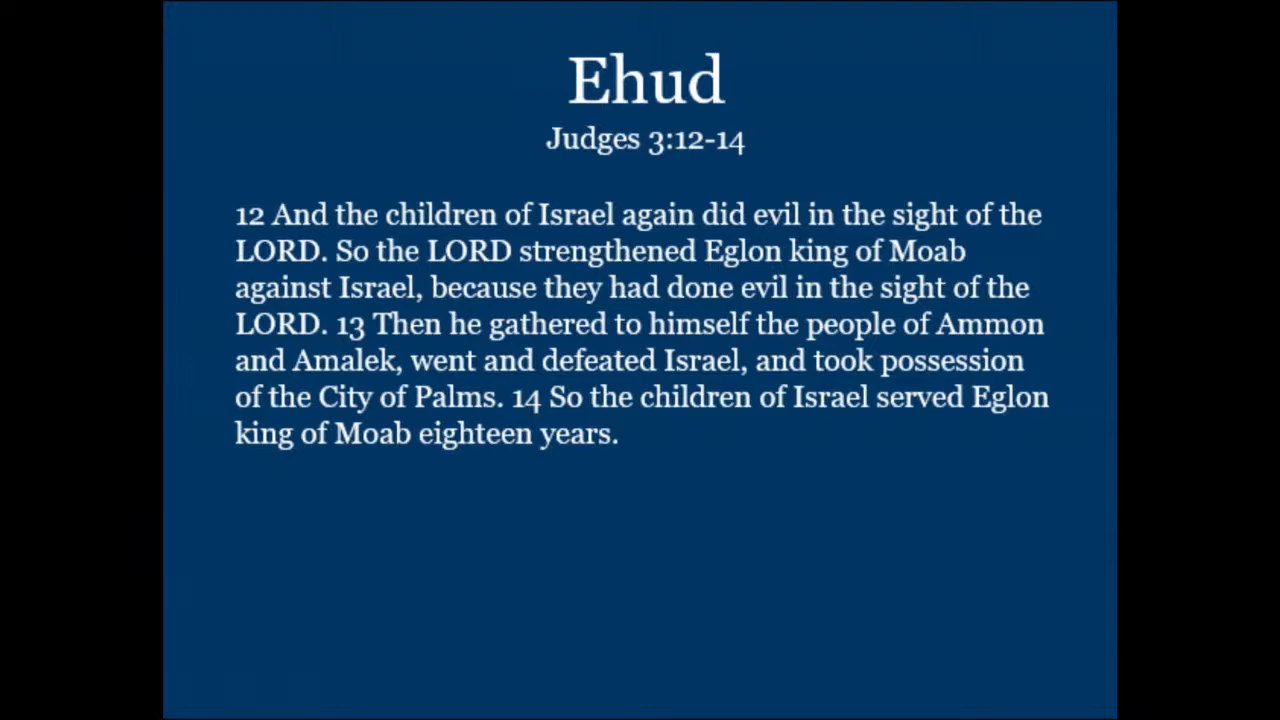 Ehud
Judges 3:12-14
12 And the children of Israel again did evil in the sight of the
LORD. So the LORD strengthened Eglon king of Moab
against Israel, because they had done evil in the sight of the
LORD. 13 Then he gathered to himself the people of Ammon
and Amalek, went and defeated Israel, and took possession
of the City of Palms. 14 So the children of Israel served Eglon
king of Moab eighteen years.